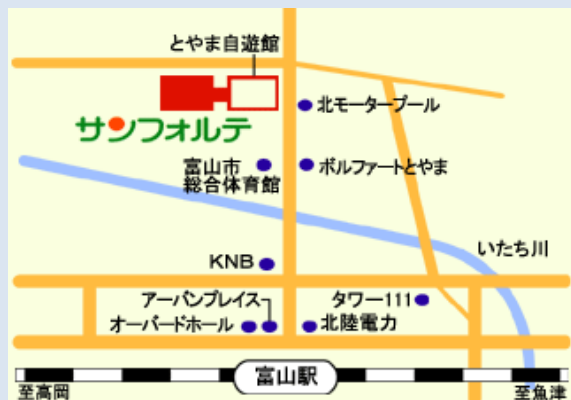 とやま自遊館
サンフォルテ
北モータープール
富山市
総合体育館
ボルファートとやま
いたち川
KNB
アーバンプレイス
タワー111
オーバードホール
北陸電力
富山駅
至高岡
至魚津